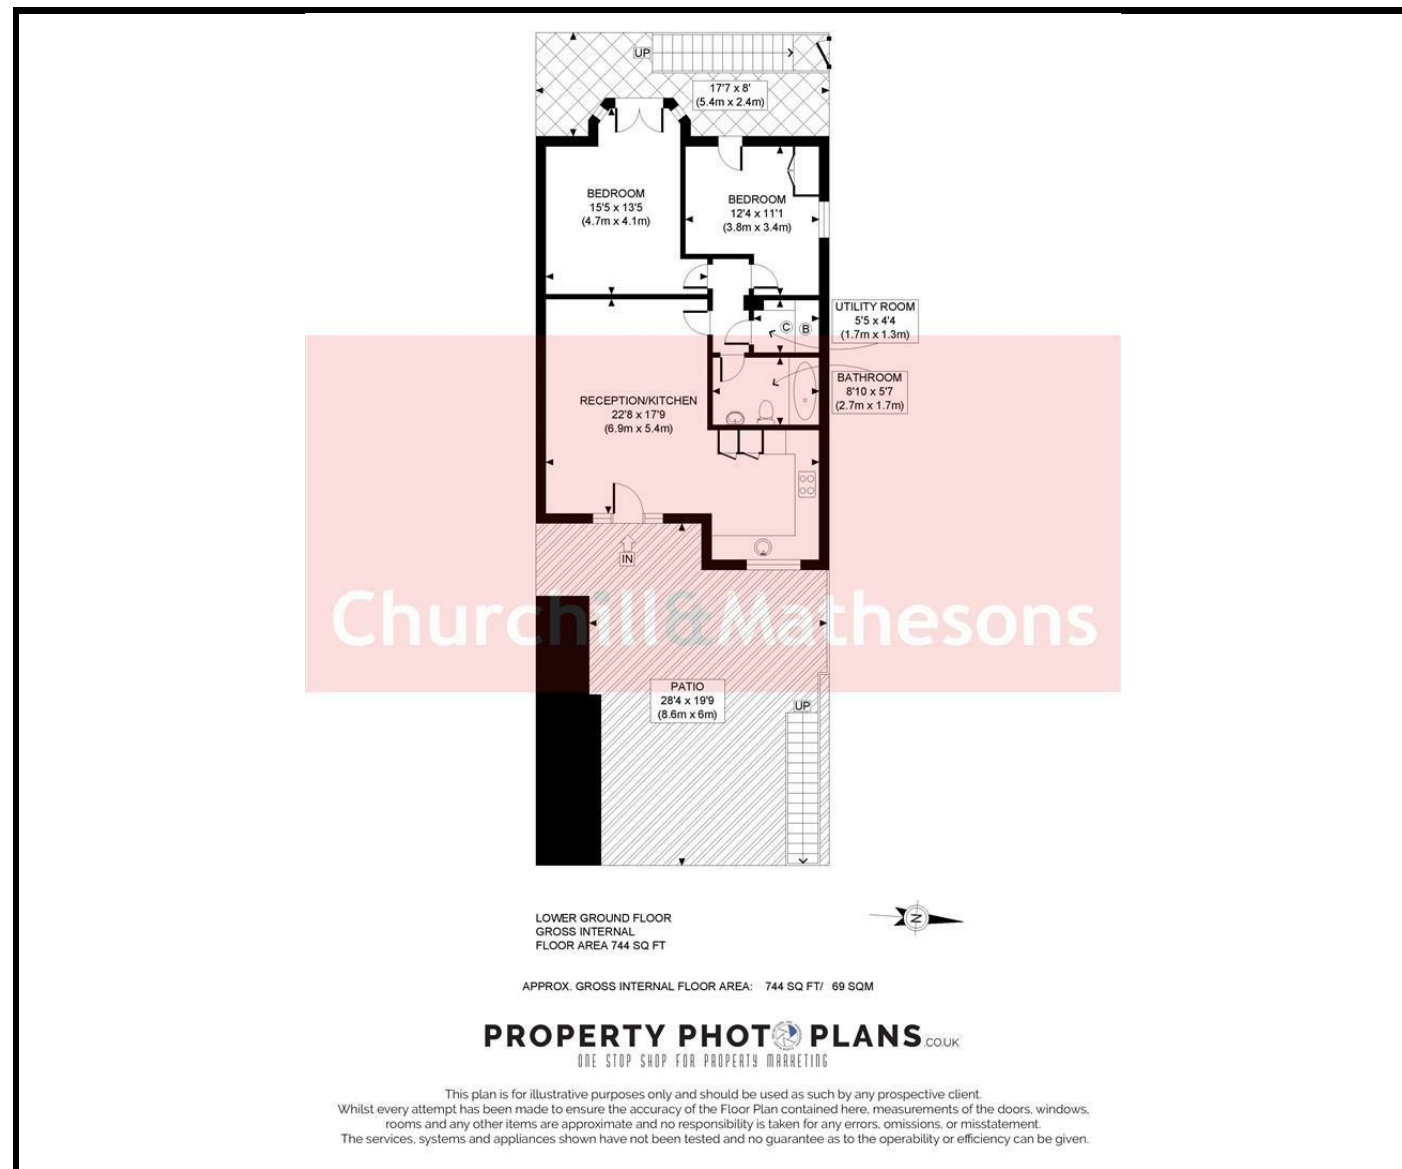 UP
17'7 x 8'
(5.4m x 2.4m)
BEDROOM
15'5 x 13'5
(4.7m x 4.1m)
BEDROOM
12'4 x 11'1
(3.8m x 3.4m)
UTILITY ROOM
5'5 x 4'4
(1.7m x 1.3m)
C
B
BATHROOM
8'10 x 5'7
(2.7m x 1.7m)
RECEPTION/KITCHEN
22'8 x 17'9
(6.9m x 5.4m)
IN
Churchill&Mathesons
PATIO
28'4 x 19'9
(8.6m x 6m)
UP
LOWER GROUND FLOOR
GROSS INTERNAL
FLOOR AREA 744 SQ FT
N
APPROX. GROSS INTERNAL FLOOR AREA: 744 SQ FT/ 69 SQM
PROPERTY PHOTO PLANS.CO.UK
ONE STOP SHOP FOR PROPERTY MARKETING
This plan is for illustrative purposes only and should be used as such by any prospective client.
Whilst every attempt has been made to ensure the accuracy of the Floor Plan contained here, measurements of the doors, windows,
rooms and any other items are approximate and no responsibility is taken for any errors, omissions, or misstatement.
The services, systems and appliances shown have not been tested and no guarantee as to the operability or efficiency can be given.